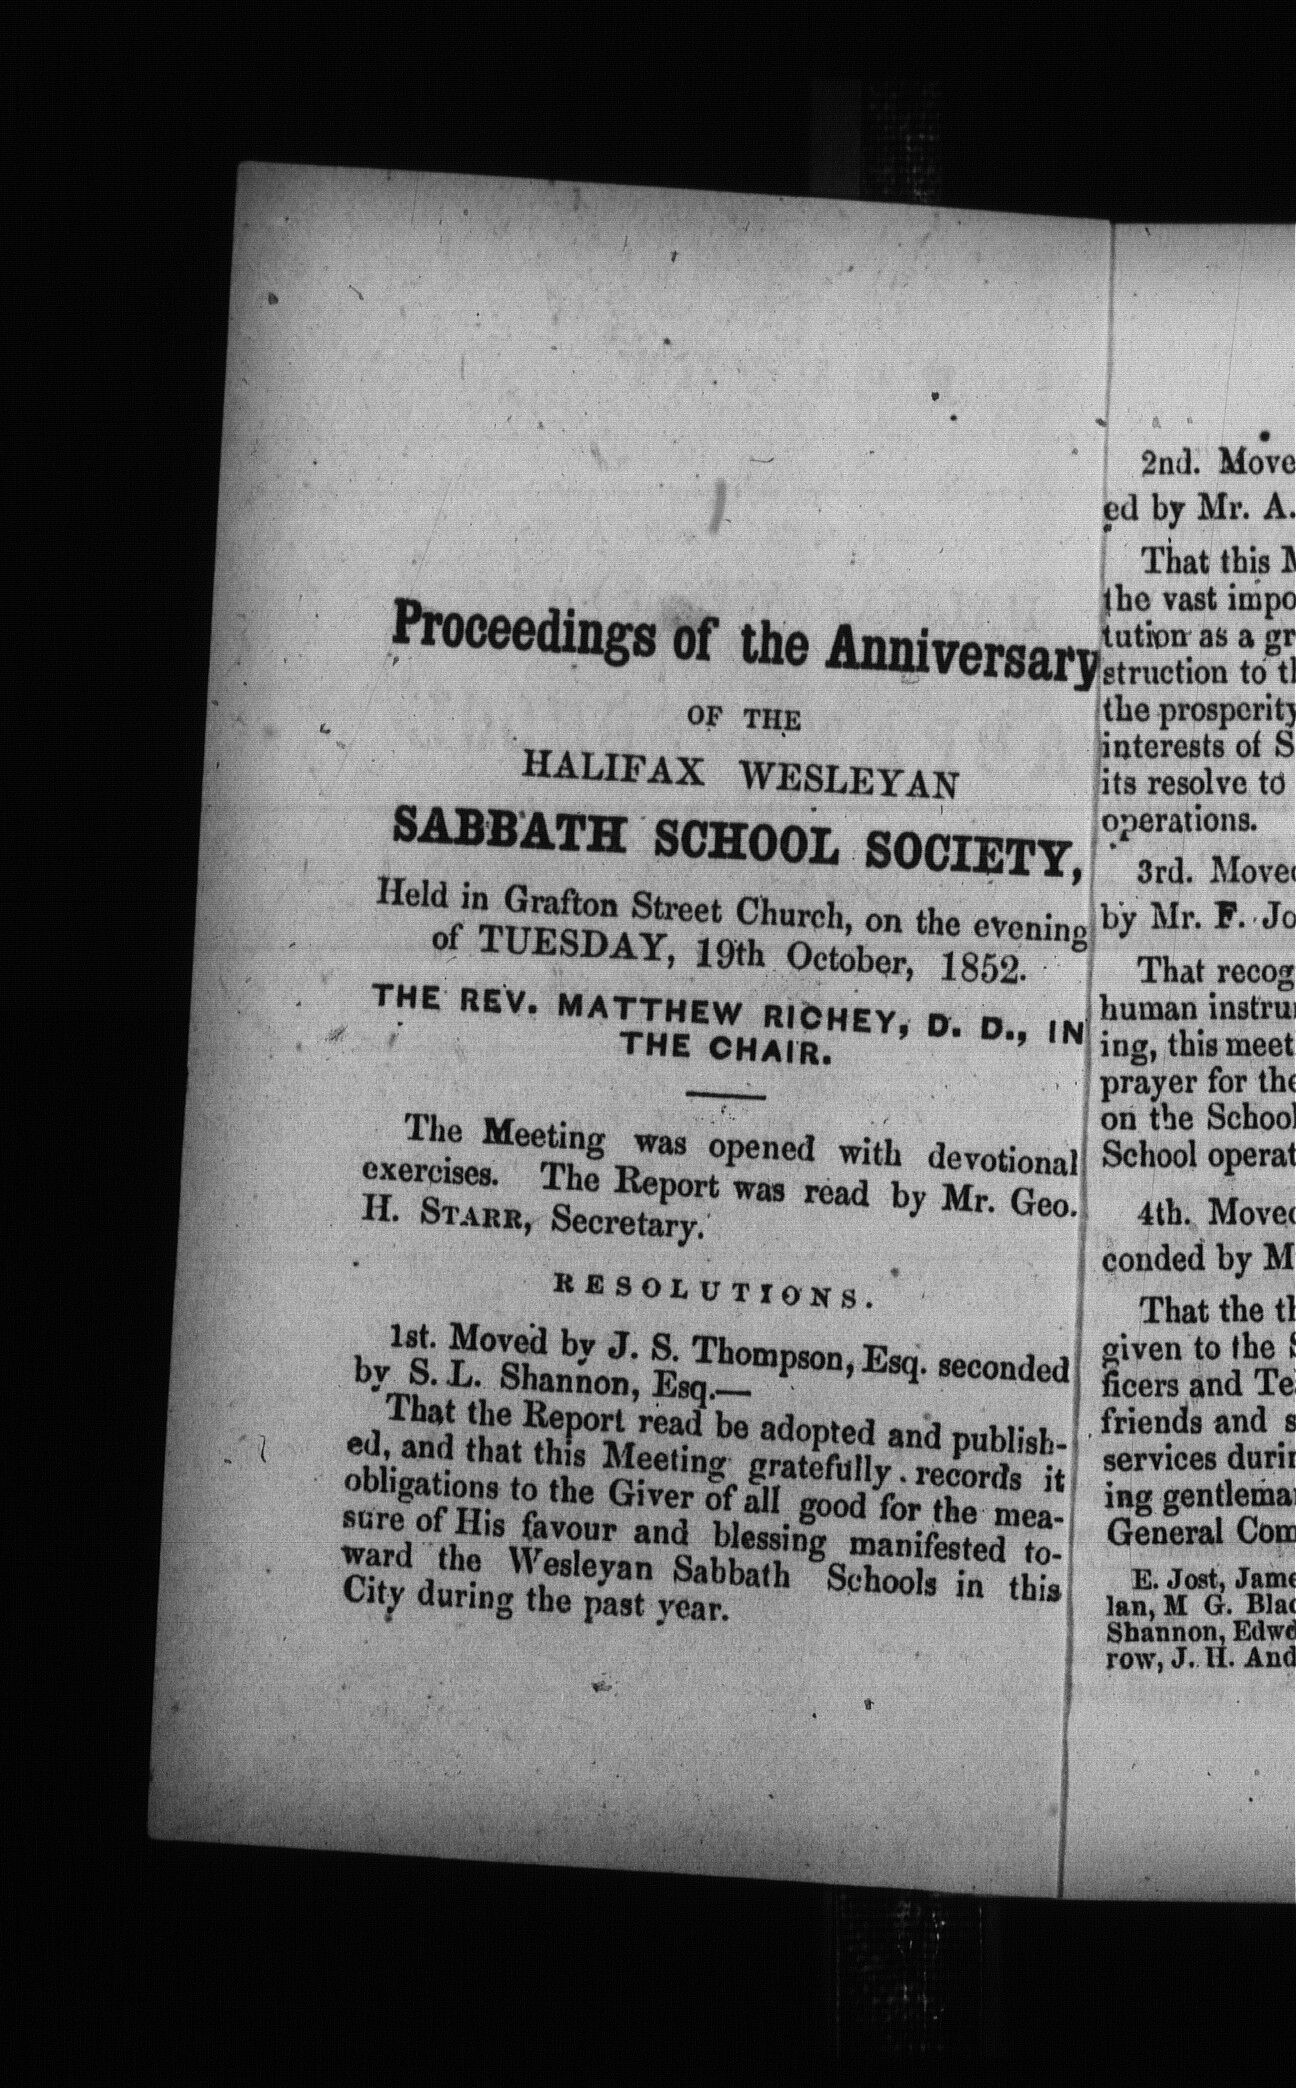 Proceedings of the Anniversary
OF THE
HALIFAX WESLEYAN
SABBATH SCHOOL SOCIETY,
Held in Grafton Street Church, on the evening
of TUESDAY, 19th October, 1852.
THE REV. MATTHEW RICHEY, D. D., IN
THE CHAIR.
The Meeting was opened with devotional
exercises. The Report was read by Mr. Geo.
H. STARR, Secretary.
RESOLUTIONS.
1st. Moved by J. S. Thompson, Esq. seconded
by S. L. Shannon, Esq.—
That the Report read be adopted and publish-
ed, and that this Meeting gratefully records it
obligations to the Giver of all good for the mea-
sure of His favour and blessing manifested to-
ward the Wesleyan Sabbath Schools in this
City during the past year.
2nd. Move
ed by Mr. A.
That this
the vast impo
tution as a gr
struction to
the prosperity
interests of S
its resolve to
operations.
3rd. Moved
by Mr. F. Jo
That recog
human instru
ing, this meet
prayer for the
on the School
School operat
4th. Moved
conded by M
That the
given to the
ficers and Te
friends and s
services durin
ing gentleman
General Com
E. Jost, Jame
lan, M G. Blac
Shannon, Edwd
row, J. H. And